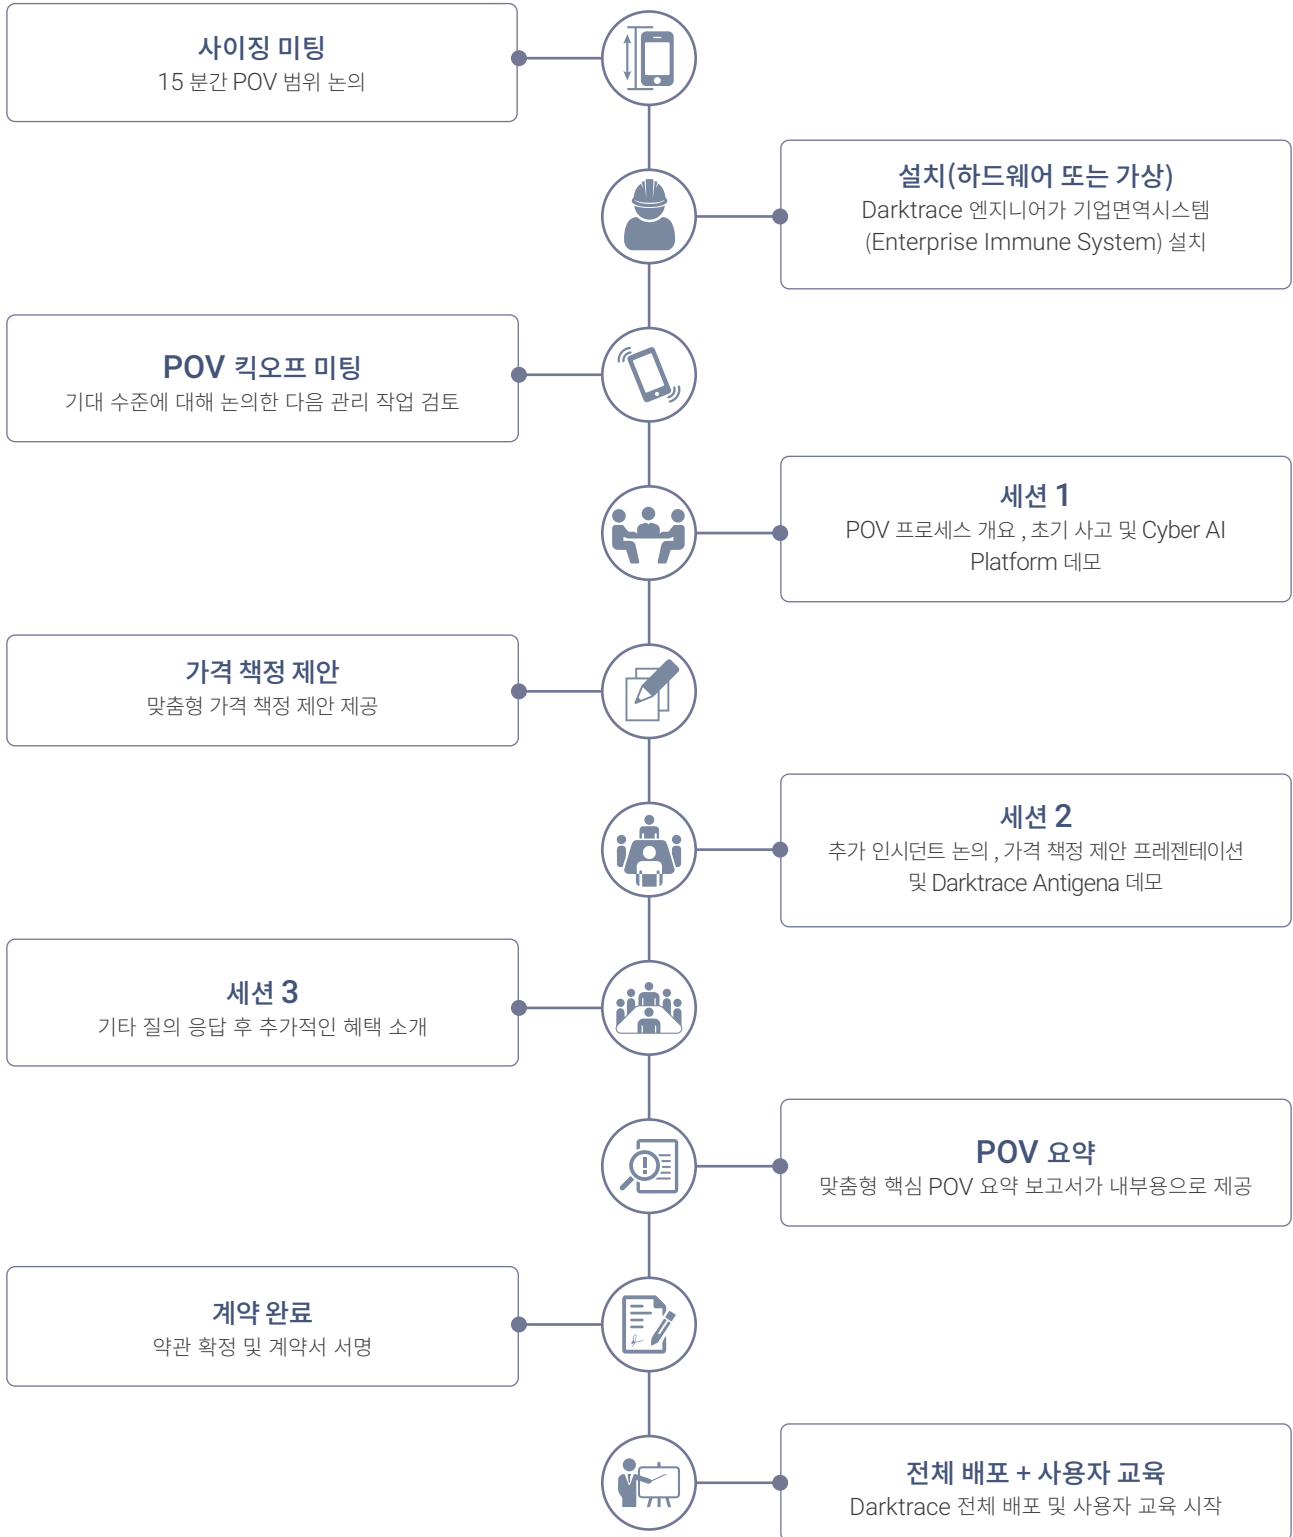 사이징 미팅
15 분간 POV 범위 논의
설치(하드웨어 또는 가상)
Darktrace 엔지니어가 기업면역시스템
(Enterprise Immune System) 설치
POV 킥오프 미팅
기대 수준에 대해 논의한 다음 관리 작업 검토
세션 1
POV 프로세스 개요 , 초기 사고 및 Cyber AI
Platform 데모
가격 책정 제안
맞춤형 가격 책정 제안 제공
세션 2
추가 인시던트 논의 , 가격 책정 제안 프레젠테이션
및 Darktrace Antigena 데모
세션 3
기타 질의 응답 후 추가적인 혜택 소개
POV 요약
맞춤형 핵심 POV 요약 보고서가 내부용으로 제공
계약 완료
약관 확정 및 계약서 서명
전체 배포 + 사용자 교육
Darktrace 전체 배포 및 사용자 교육 시작